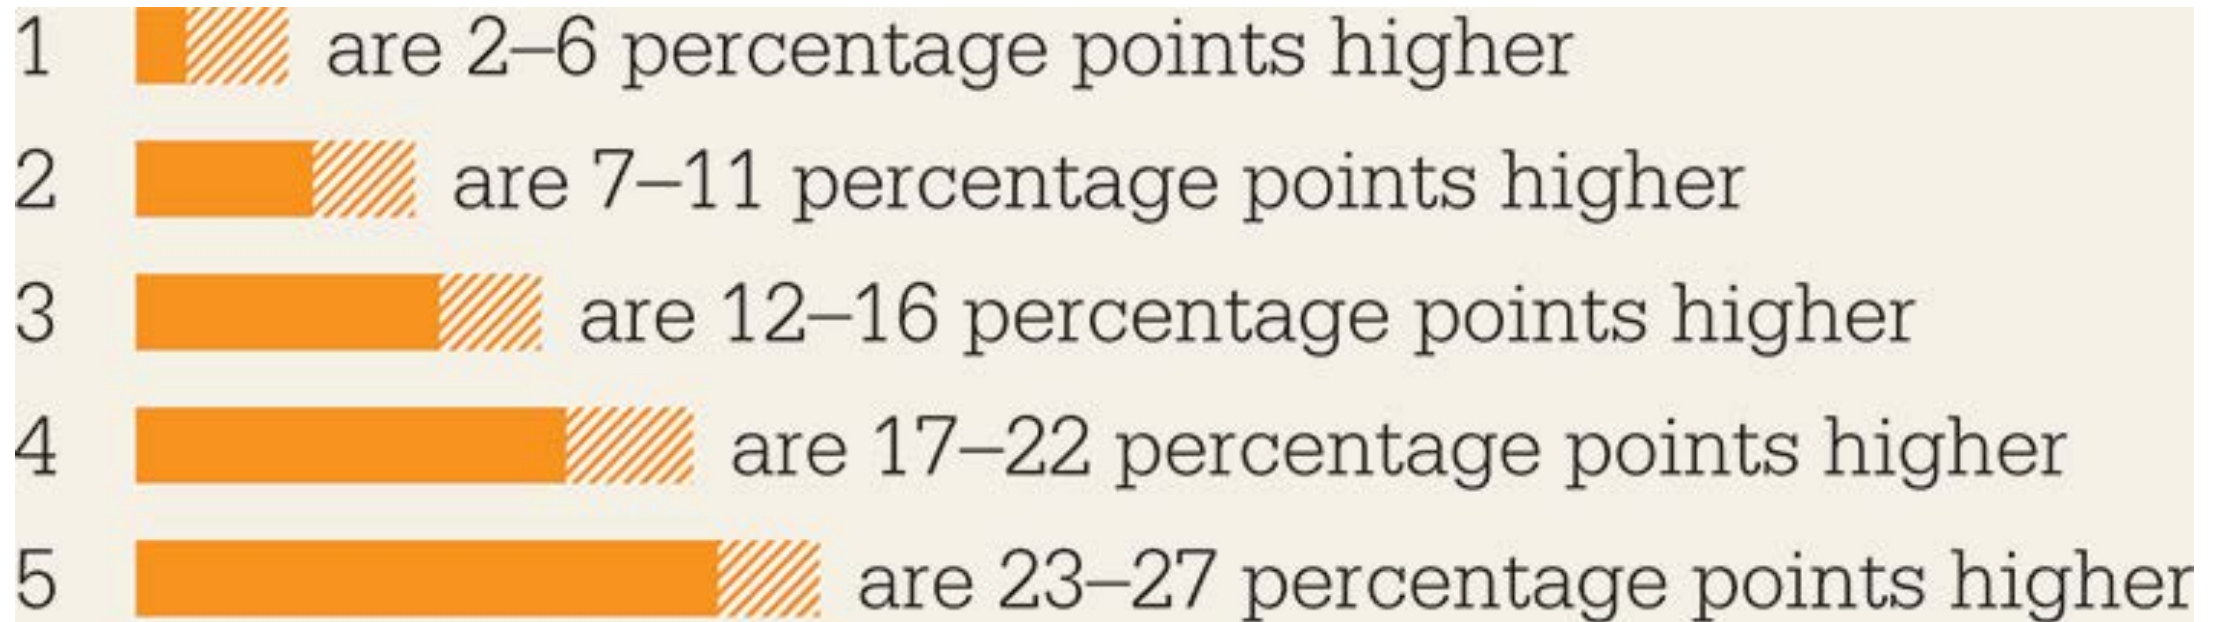 1 are 2–6 percentage points higher
2 are 7–11 percentage points higher
3 are 12–16 percentage points higher
4 are 17–22 percentage points higher
5 are 23–27 percentage points higher